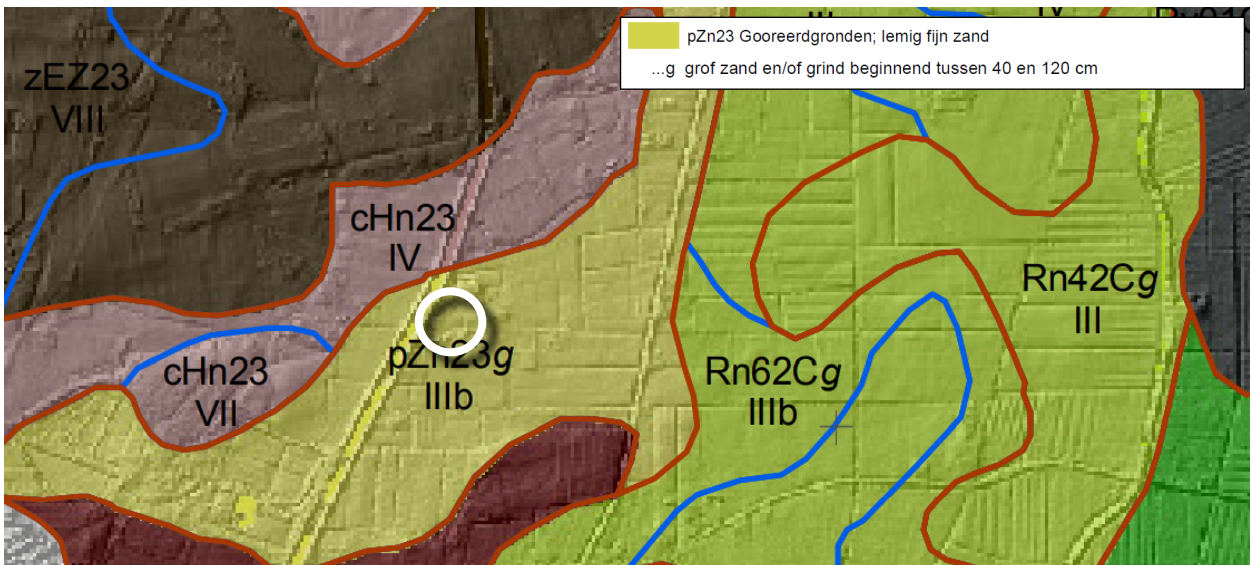 III
IV
pZn23 Gooreerdgronden; lemig fijn zand
...g grof zand en/of grind beginnend tussen 40 en 120 cm
zEZ23
VIII
cHn23
IV
Rn42Cg
III
cHn23
VII
pZn23g
IIIb
Rn62Cg
IIIb